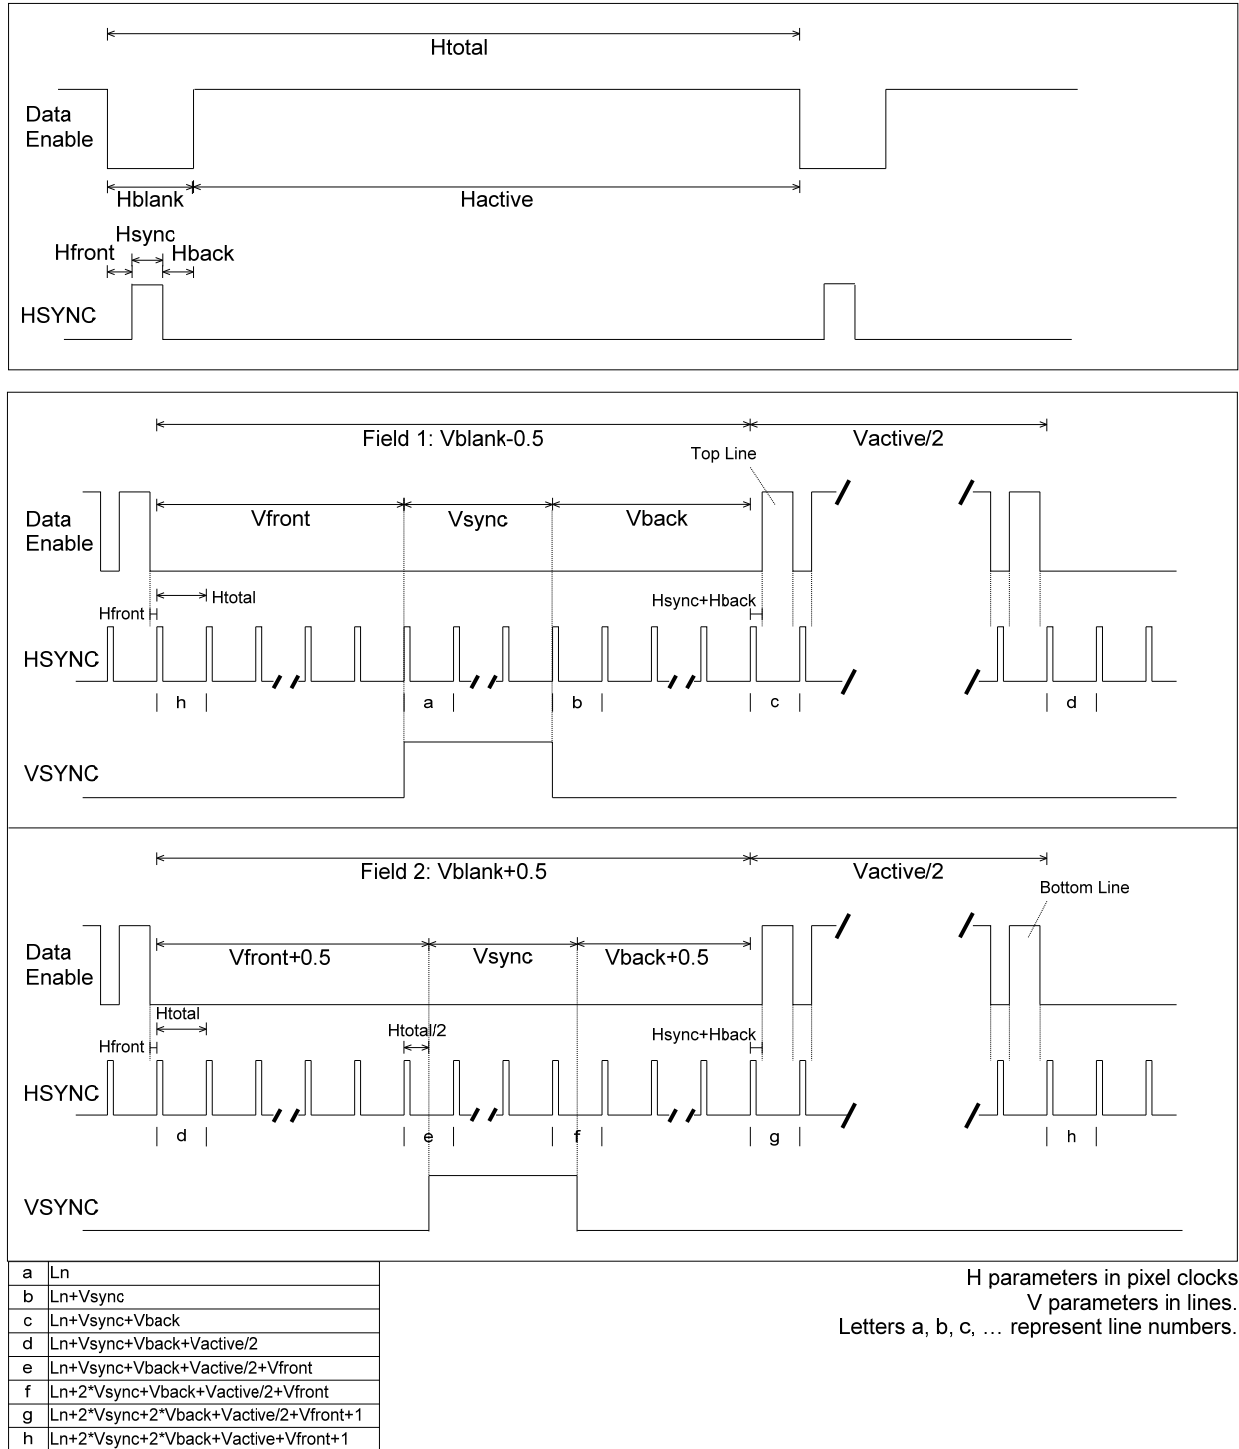 Htotal
Data
Enable
Hblank
Hactive
Hsync
Hfront
Hback
HSYNC
Field 1: Vblank-0.5
Vactive/2
Top Line
Data
Enable
Vfront
Vsync
Vback
Hfront
Htotal
Hsync+Hback
HSYNC
h
a
b
c
d
VSYNC
Field 2: Vblank+0.5
Vactive/2
Bottom Line
Data
Enable
Vfront+0.5
Vsync
Vback+0.5
Htotal
Hfront
Htotal/2
Hsync+Hback
HSYNC
d
e
f
g
h
VSYNC
a Ln
b Ln+Vsync
c Ln+Vsync+Vback
d Ln+Vsync+Vback+Vactive/2
e Ln+Vsync+Vback+Vactive/2+Vfront
f Ln+2*Vsync+Vback+Vactive/2+Vfront
g Ln+2*Vsync+2*Vback+Vactive/2+Vfront+1
h Ln+2*Vsync+2*Vback+Vactive+Vfront+1
H parameters in pixel clocks
V parameters in lines.
Letters a, b, c, … represent line numbers.